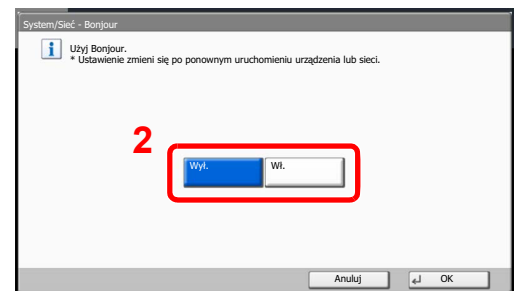 System/Sieć - Bonjour
Użyj Bonjour.
* Ustawienie zmieni się po ponownym uruchomieniu urządzenia lub sieci.
2
Wył. Wł.
Anuluj OK